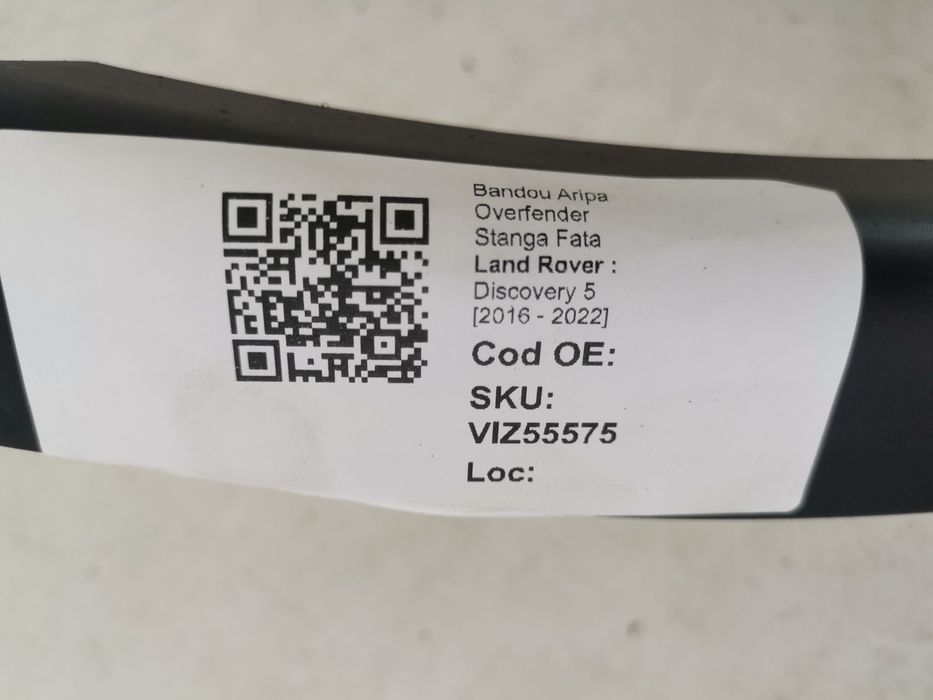 Bandou Aripa
Overfender
Stanga Fata
Land Rover :
Discovery 5
[2016 - 2022]
Cod OE:
SKU:
VIZ55575
Loc: